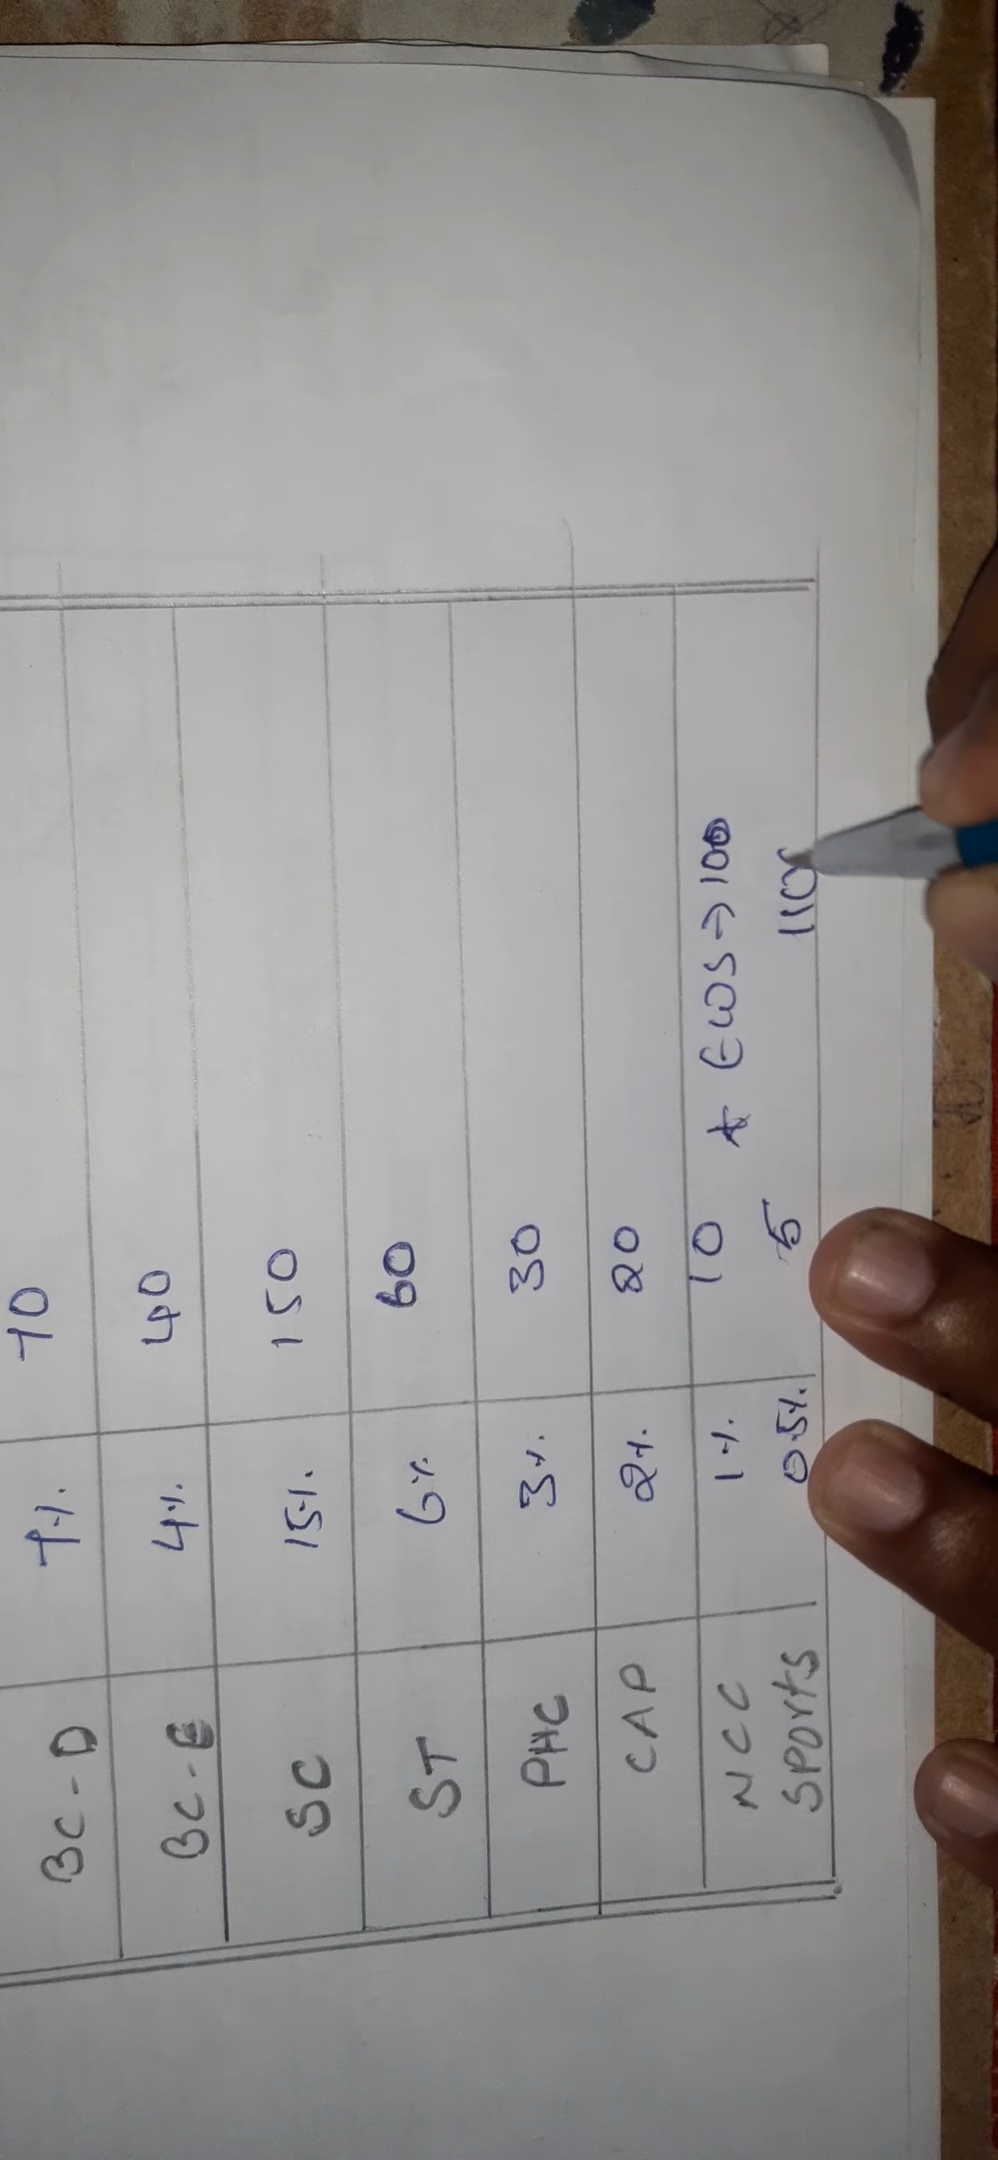 BC-D 7% 70
BC-E 4% 40
SC 15% 150
ST 6% 60
PHC 3% 30
CAP 2% 20
NCC 1% 10 * EWS → 100
SPORTS 0.5% 5 110